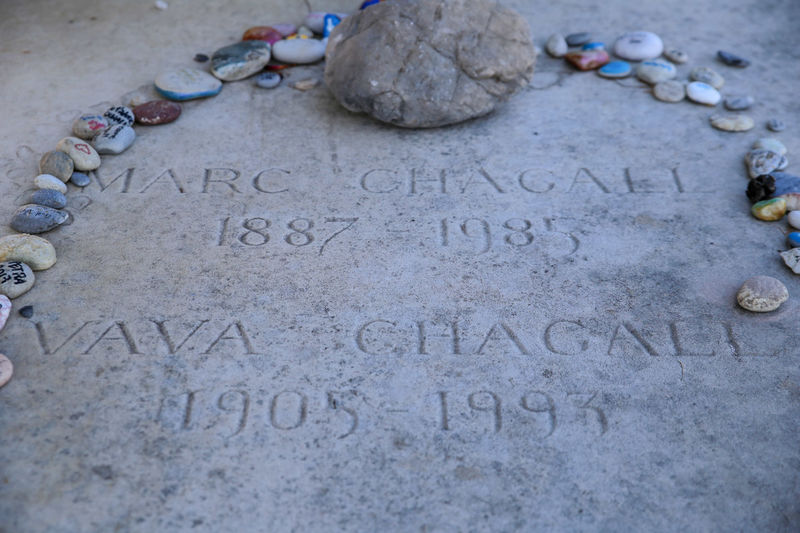 MARC CHAGALL
1887 - 1985
VAVA CHAGALL
1905 - 1993